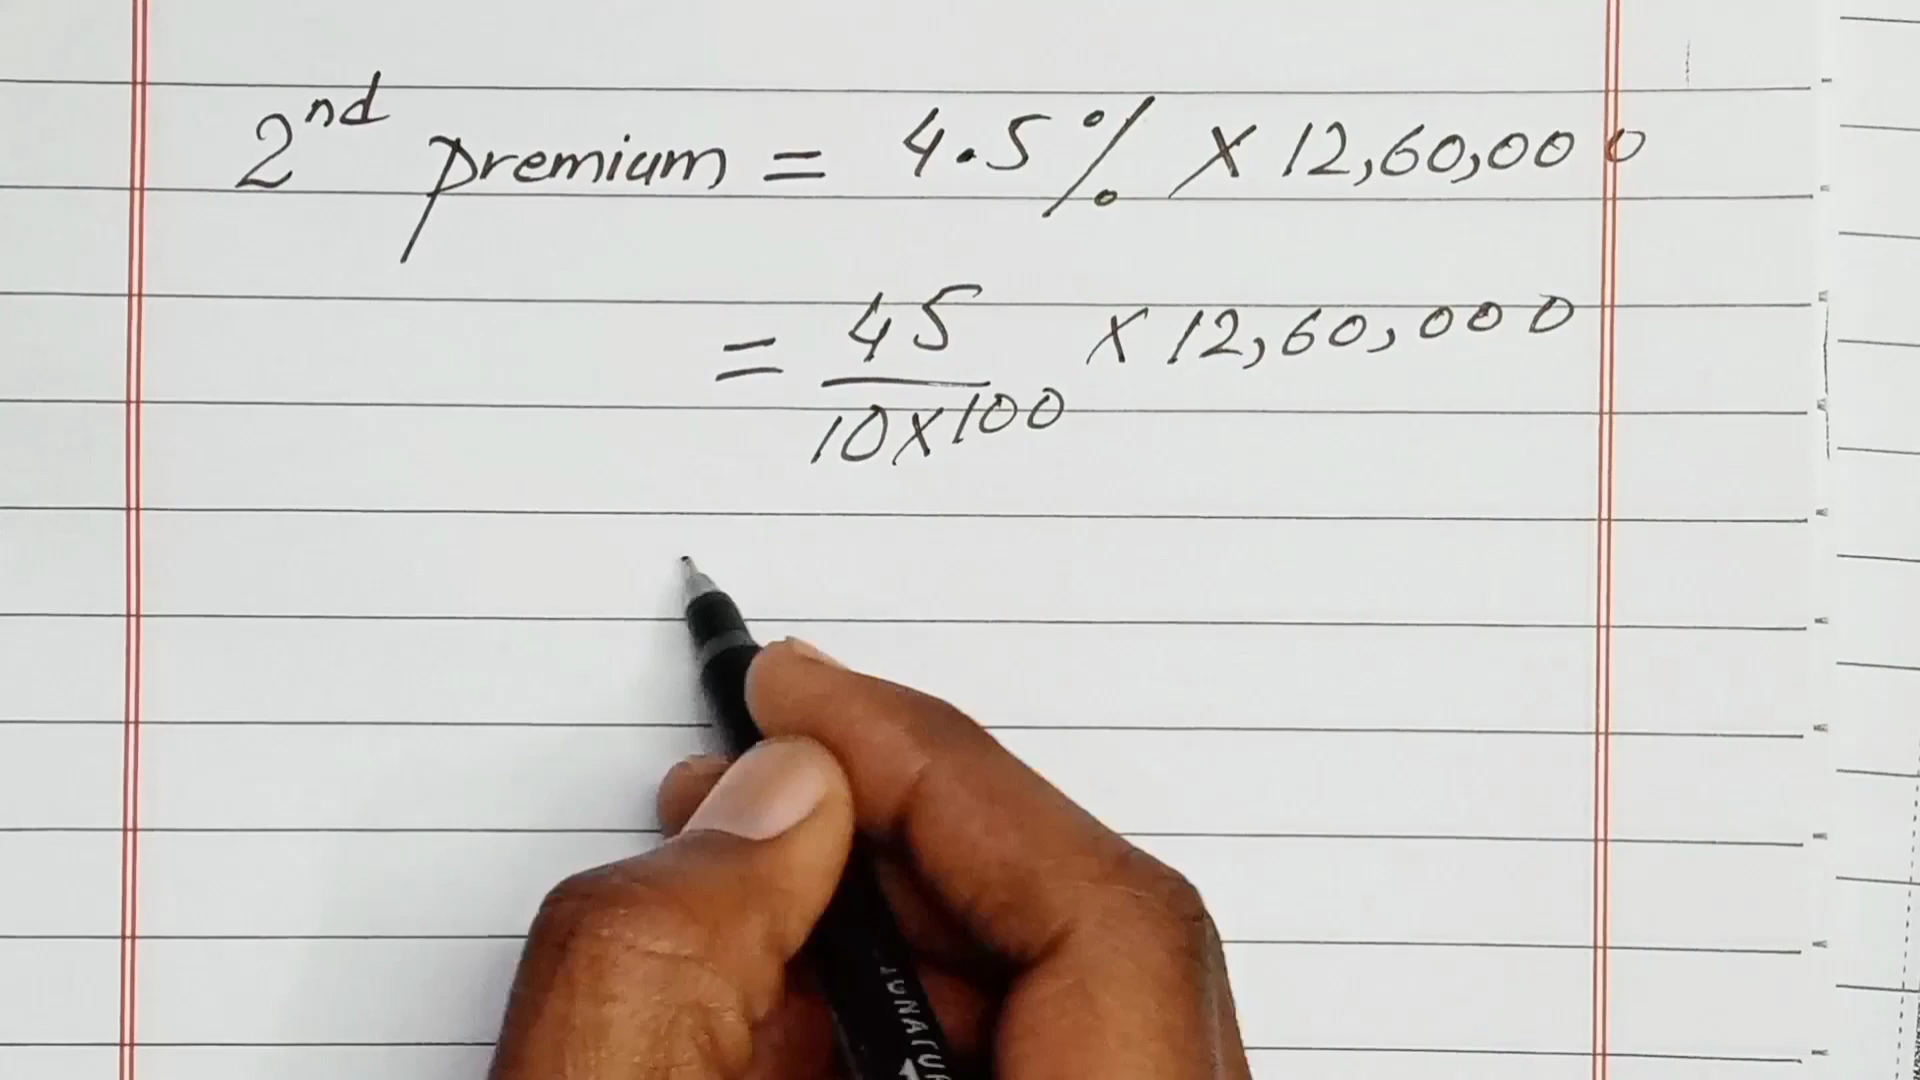 2nd premium = 4.5% X 12,60,000
= 45/10x100 X 12,60,000